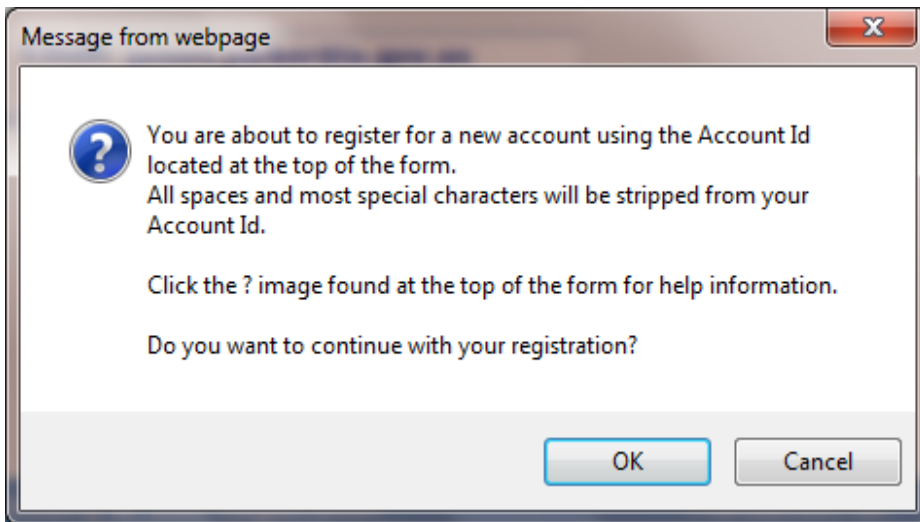 Message from webpage
You are about to register for a new account using the Account Id
located at the top of the form.
All spaces and most special characters will be stripped from your
Account Id.
Click the ? image found at the top of the form for help information.
Do you want to continue with your registration?
OK
Cancel